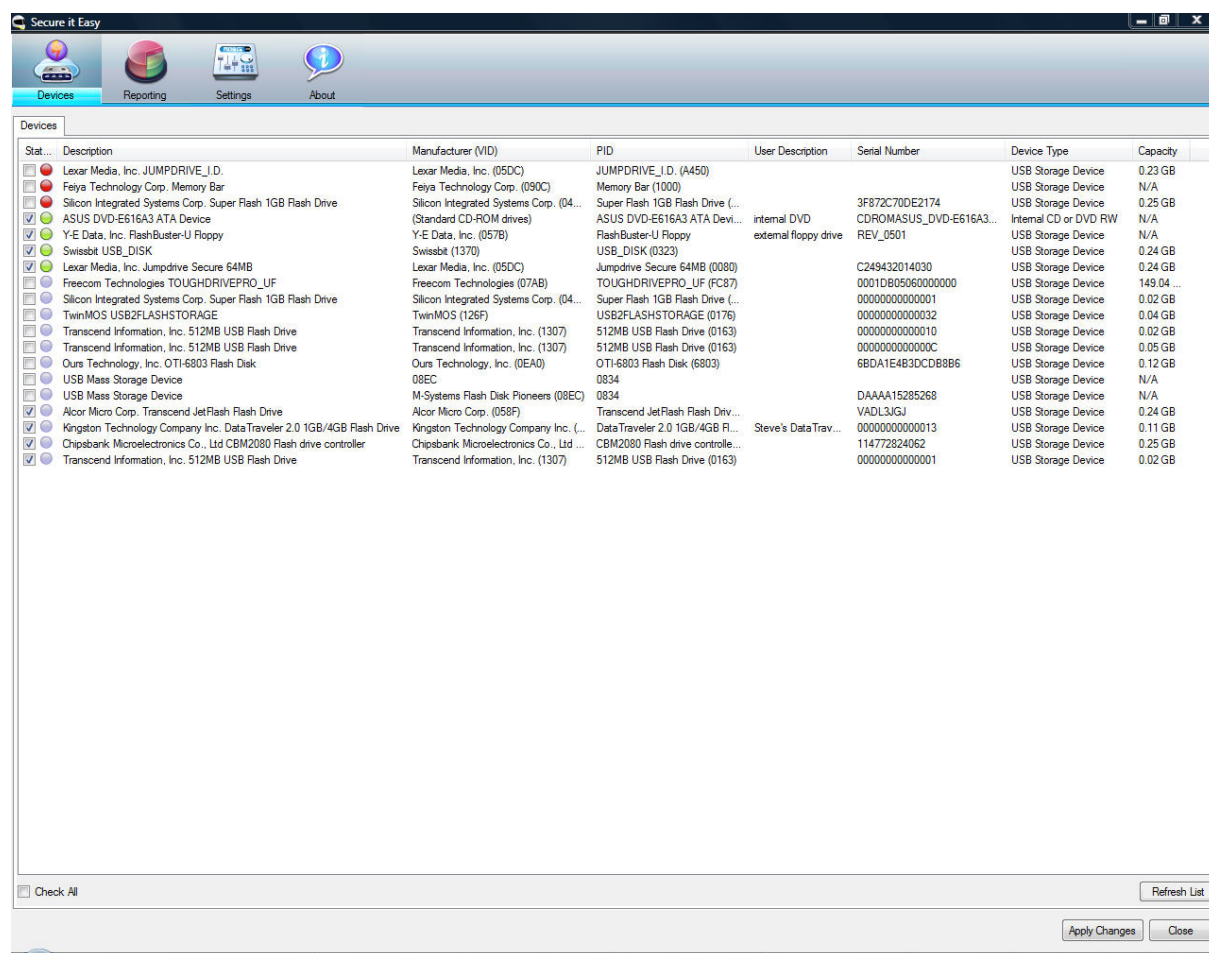 Secure it Easy
Devices Reporting Settings About
Devices
Stat... Description Manufacturer (VID) PID User Description Serial Number Device Type Capacity
Lexar Media, Inc. JUMPDRIVE_I.D. Lexar Media, Inc. (05DC) JUMPDRIVE_I.D. (A450) USB Storage Device 0.23 GB
Feiya Technology Corp. Memory Bar Feiya Technology Corp. (090C) Memory Bar (1000) USB Storage Device N/A
Silicon Integrated Systems Corp. Super Flash 1GB Flash Drive Silicon Integrated Systems Corp. (04... Super Flash 1GB Flash Drive (... 3F872C70DE2174 USB Storage Device 0.25 GB
ASUS DVD-E616A3 ATA Device (Standard CD-ROM drives) ASUS DVD-E616A3 ATA Devi... internal DVD CDROMASUS_DVD-E616A3... Internal CD or DVD RW N/A
Y-E Data, Inc. FlashBuster-U Floppy Y-E Data, Inc. (057B) FlashBuster-U Floppy external floppy drive REV_0501 USB Storage Device N/A
Swissbit USB_DISK Swissbit (1370) USB_DISK (0323) USB Storage Device 0.24 GB
Lexar Media, Inc. Jumpdrive Secure 64MB Lexar Media, Inc. (05DC) Jumpdrive Secure 64MB (0080) C249432014030 USB Storage Device 0.24 GB
Freecom Technologies TOUGHDRIVEPRO_UF Freecom Technologies (07AB) TOUGHDRIVEPRO_UF (FC87) 0001DB05060000000 USB Storage Device 149.04 ...
Silicon Integrated Systems Corp. Super Flash 1GB Flash Drive Silicon Integrated Systems Corp. (04... Super Flash 1GB Flash Drive (... 00000000000001 USB Storage Device 0.02 GB
TwinMOS USB2FLASHSTORAGE TwinMOS (126F) USB2FLASHSTORAGE (0176) 00000000000032 USB Storage Device 0.04 GB
Transcend Information, Inc. 512MB USB Flash Drive Transcend Information, Inc. (1307) 512MB USB Flash Drive (0163) 00000000000010 USB Storage Device 0.02 GB
Transcend Information, Inc. 512MB USB Flash Drive Transcend Information, Inc. (1307) 512MB USB Flash Drive (0163) 0000000000000C USB Storage Device 0.05 GB
Ours Technology, Inc. OTI-6803 Flash Disk Ours Technology, Inc. (0EA0) OTI-6803 Flash Disk (6803) 6BDA1E4B3DCDB8B6 USB Storage Device 0.12 GB
USB Mass Storage Device 08EC 0834 USB Storage Device N/A
USB Mass Storage Device M-Systems Flash Disk Pioneers (08EC) 0834 DAAAA15285268 USB Storage Device N/A
Alcor Micro Corp. Transcend JetFlash Flash Drive Alcor Micro Corp. (058F) Transcend JetFlash Flash Driv... VADL3JGJ USB Storage Device 0.24 GB
Kingston Technology Company Inc. DataTraveler 2.0 1GB/4GB Flash Drive Kingston Technology Company Inc. (... DataTraveler 2.0 1GB/4GB Fl... Steve's DataTrav... 00000000000013 USB Storage Device 0.11 GB
Chipsbank Microelectronics Co., Ltd CBM2080 Flash drive controller Chipsbank Microelectronics Co., Ltd ... CBM2080 Flash drive controlle... 114772824062 USB Storage Device 0.25 GB
Transcend Information, Inc. 512MB USB Flash Drive Transcend Information, Inc. (1307) 512MB USB Flash Drive (0163) 00000000000001 USB Storage Device 0.02 GB
Check All Refresh List
Apply Changes Close